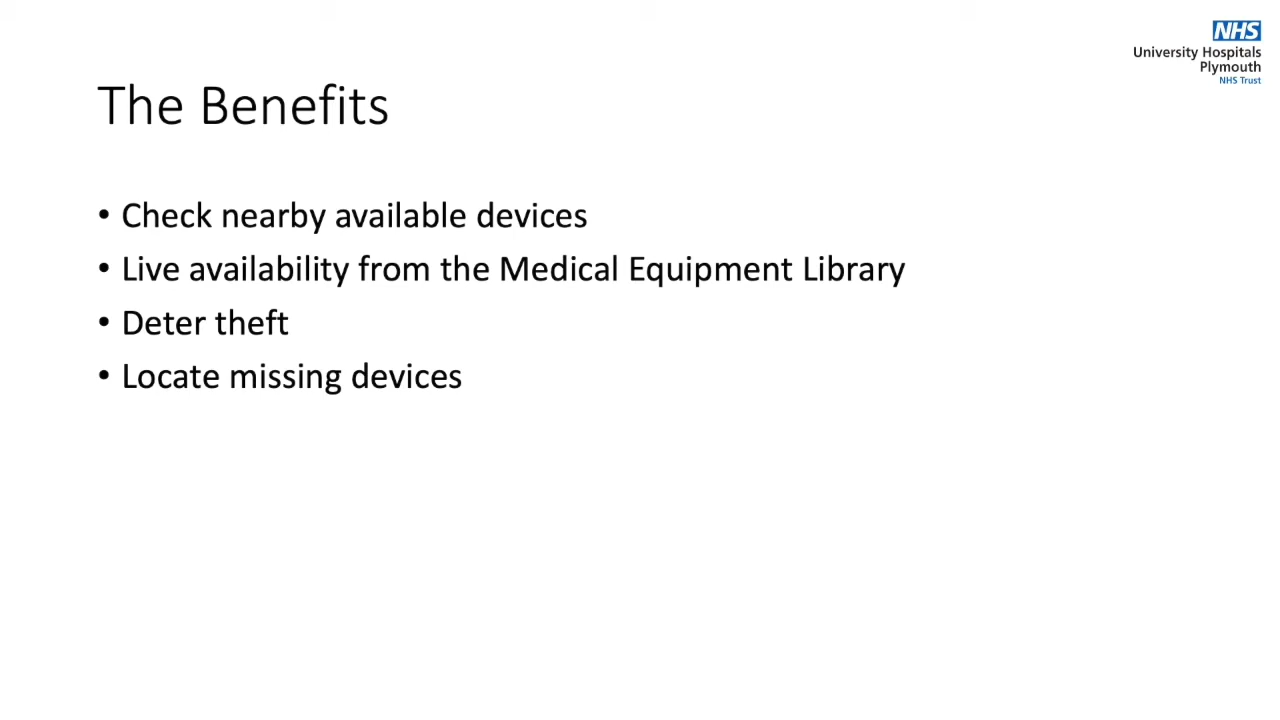 NHS
University Hospitals
Plymouth
NHS Trust
The Benefits
• Check nearby available devices
• Live availability from the Medical Equipment Library
• Deter theft
• Locate missing devices